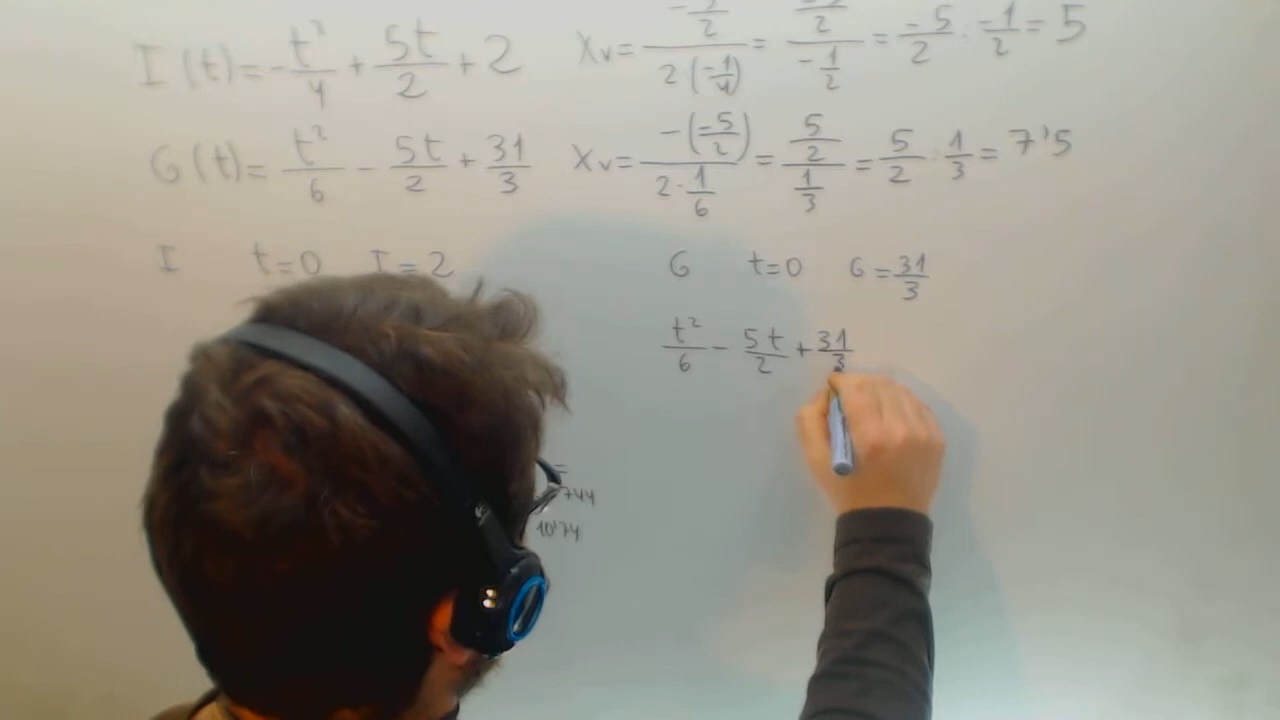 I(t)=-t²/4+5t/2+2
Xv= -5/2 / 2·(-1/4) = -5/2 / -1/2 = -5/2 : -1/2 = 5
G(t)= t²/6 - 5t/2 + 31/3
Xv= -(-5/2) / 2·1/6 = 5/2 / 1/3 = 5/2 : 1/3 = 7'5
I t=0 I=2
G t=0 G=31/3
t²/6 - 5t/2 + 31/3
=
744
10'74